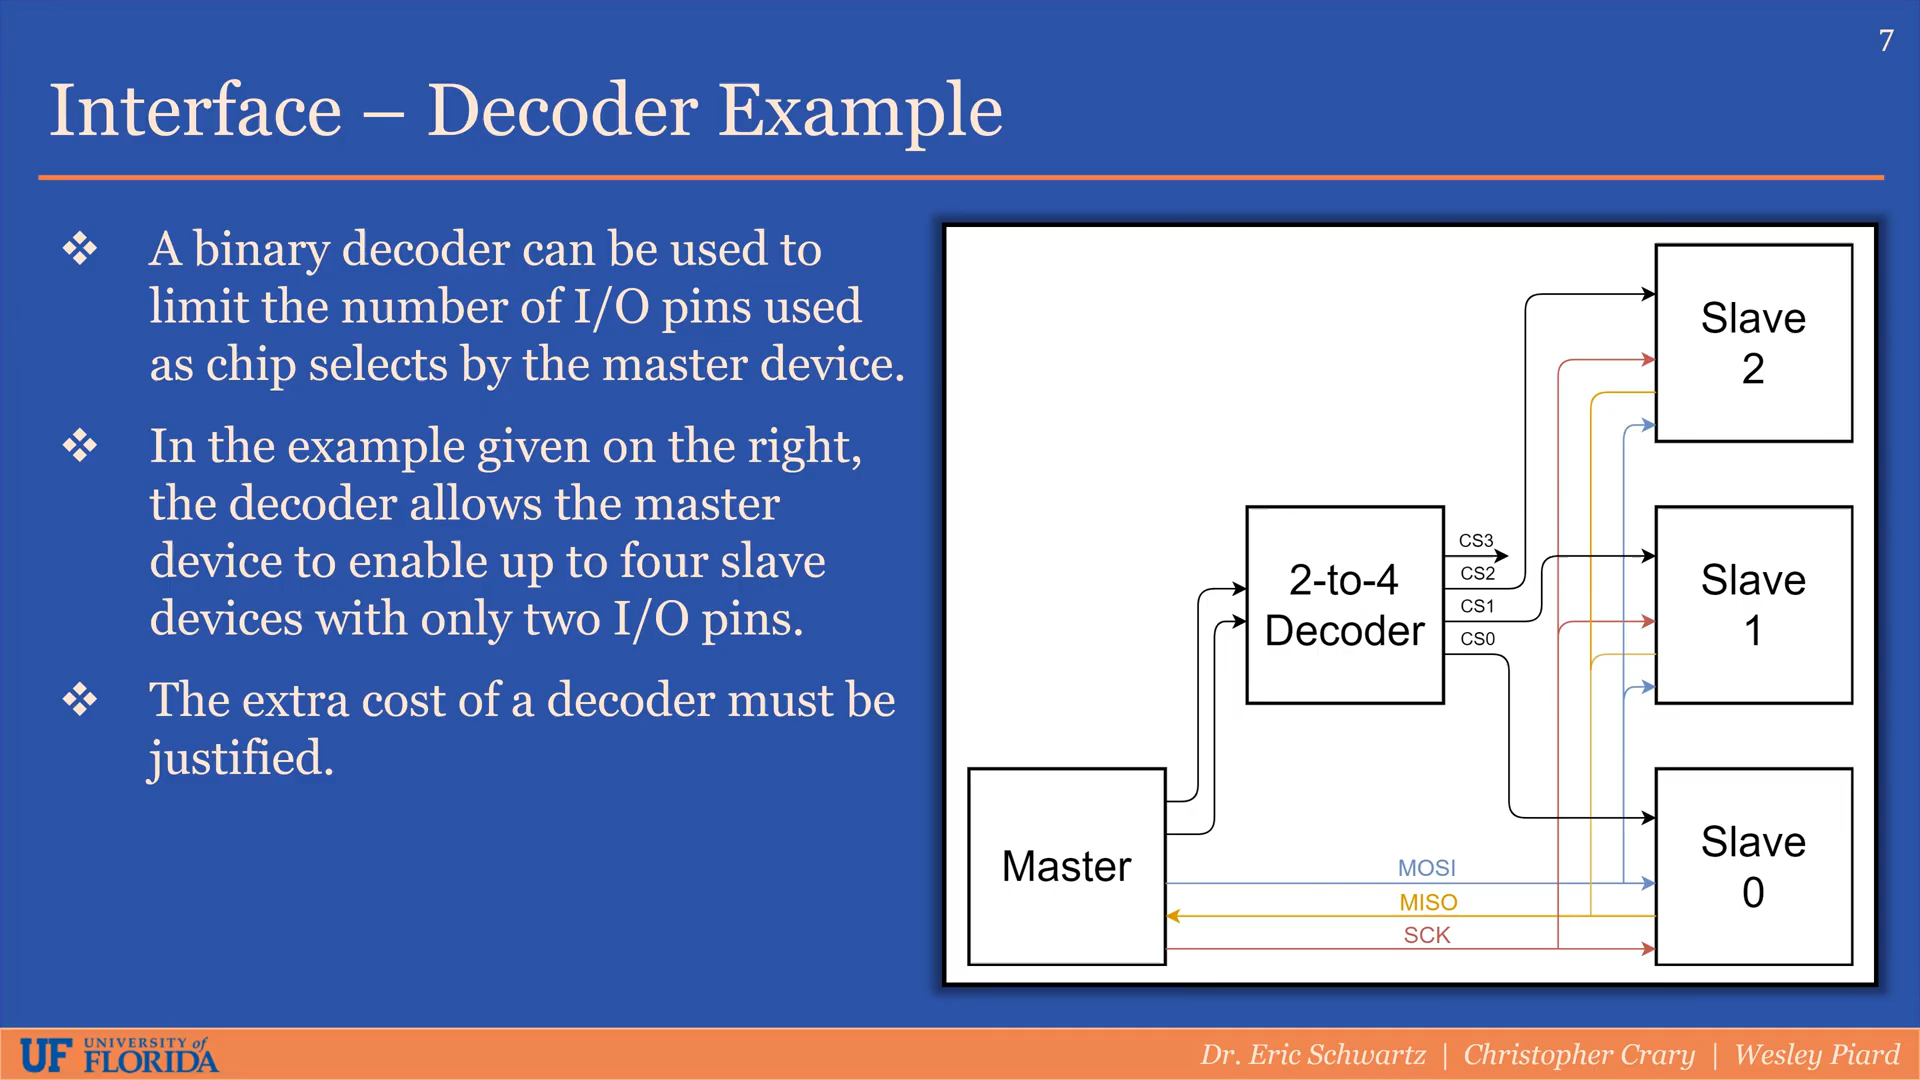 7
Interface – Decoder Example
❖ A binary decoder can be used to
limit the number of I/O pins used
as chip selects by the master device.
❖ In the example given on the right,
the decoder allows the master
device to enable up to four slave
devices with only two I/O pins.
❖ The extra cost of a decoder must be
justified.
Slave
2
2-to-4
Decoder
CS3
CS2
CS1
CS0
Slave
1
Master
MOSI
MISO
SCK
Slave
0
UF UNIVERSITY of
FLORIDA
Dr. Eric Schwartz | Christopher Crary | Wesley Piard